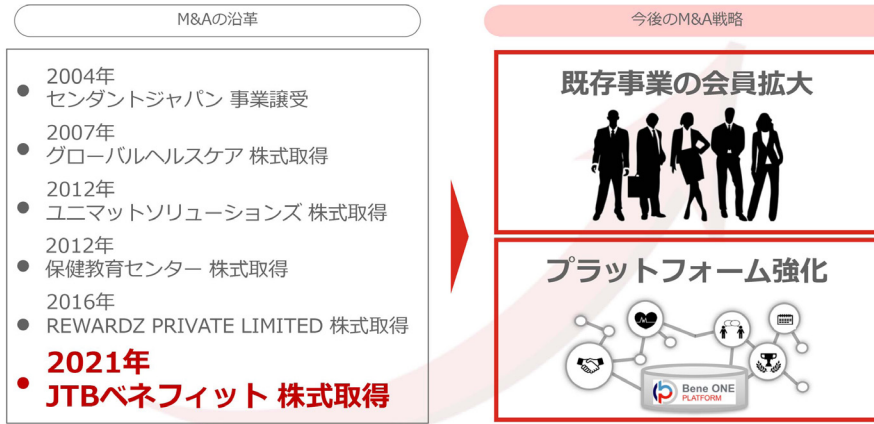 M&Aの沿革
2004年
センダントジャパン 事業譲受
2007年
グローバルヘルスケア 株式取得
2012年
ユニマットソリューションズ 株式取得
2012年
保健教育センター 株式取得
2016年
REWARDZ PRIVATE LIMITED 株式取得
2021年
JTBベネフィット 株式取得
今後のM&A戦略
既存事業の会員拡大
プラットフォーム強化
Bene ONE
PLATFORM